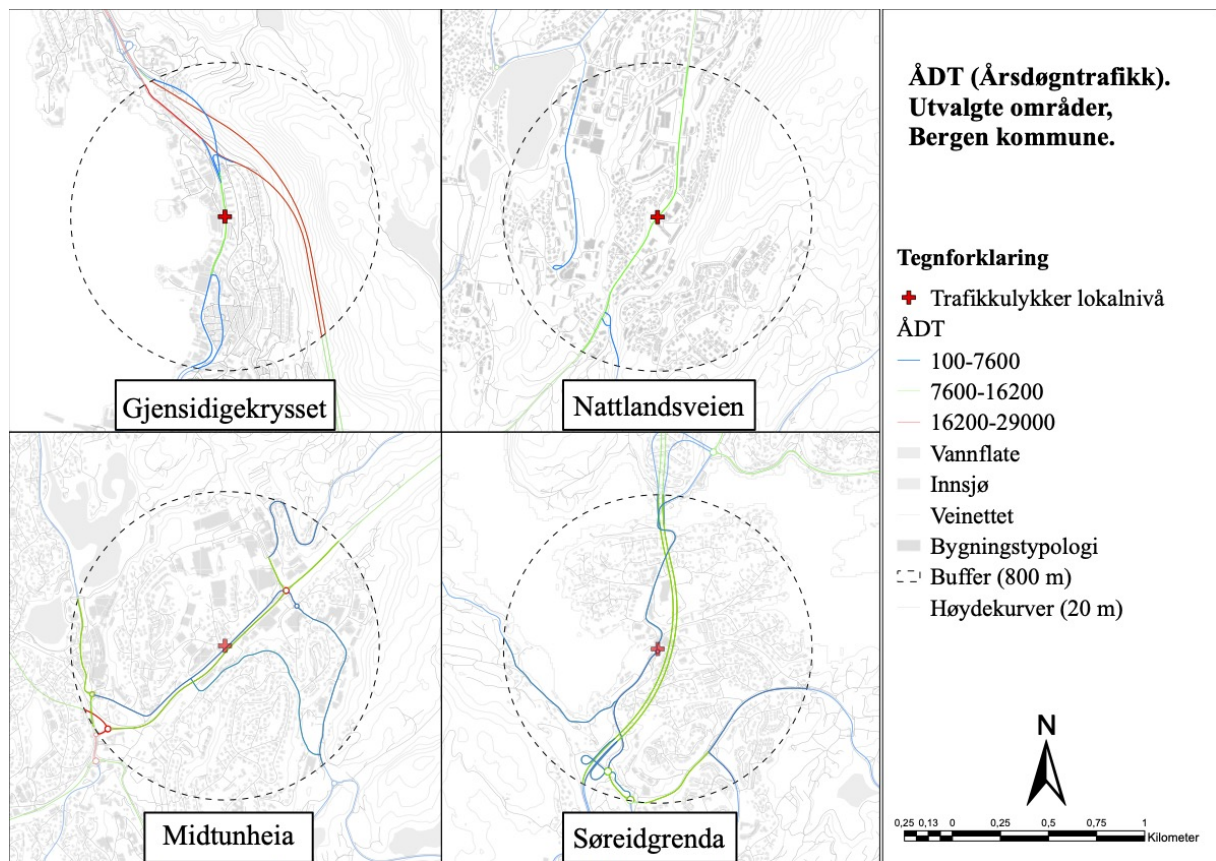 ÅDT (Årsdøgntrafikk).
Utvalgte områder,
Bergen kommune.
Gjensidigekrysset
Nattlandsveien
Midtunheia
Søreidgrenda
Tegnforklaring
Trafikkulykker lokalnivå
ÅDT
100-7600
7600-16200
16200-29000
Vannflate
Innsjø
Veinettet
Bygningstypologi
Buffer (800 m)
Høydekurver (20 m)
N
0,25 0,13 0 0,25 0,5 0,75 1
Kilometer